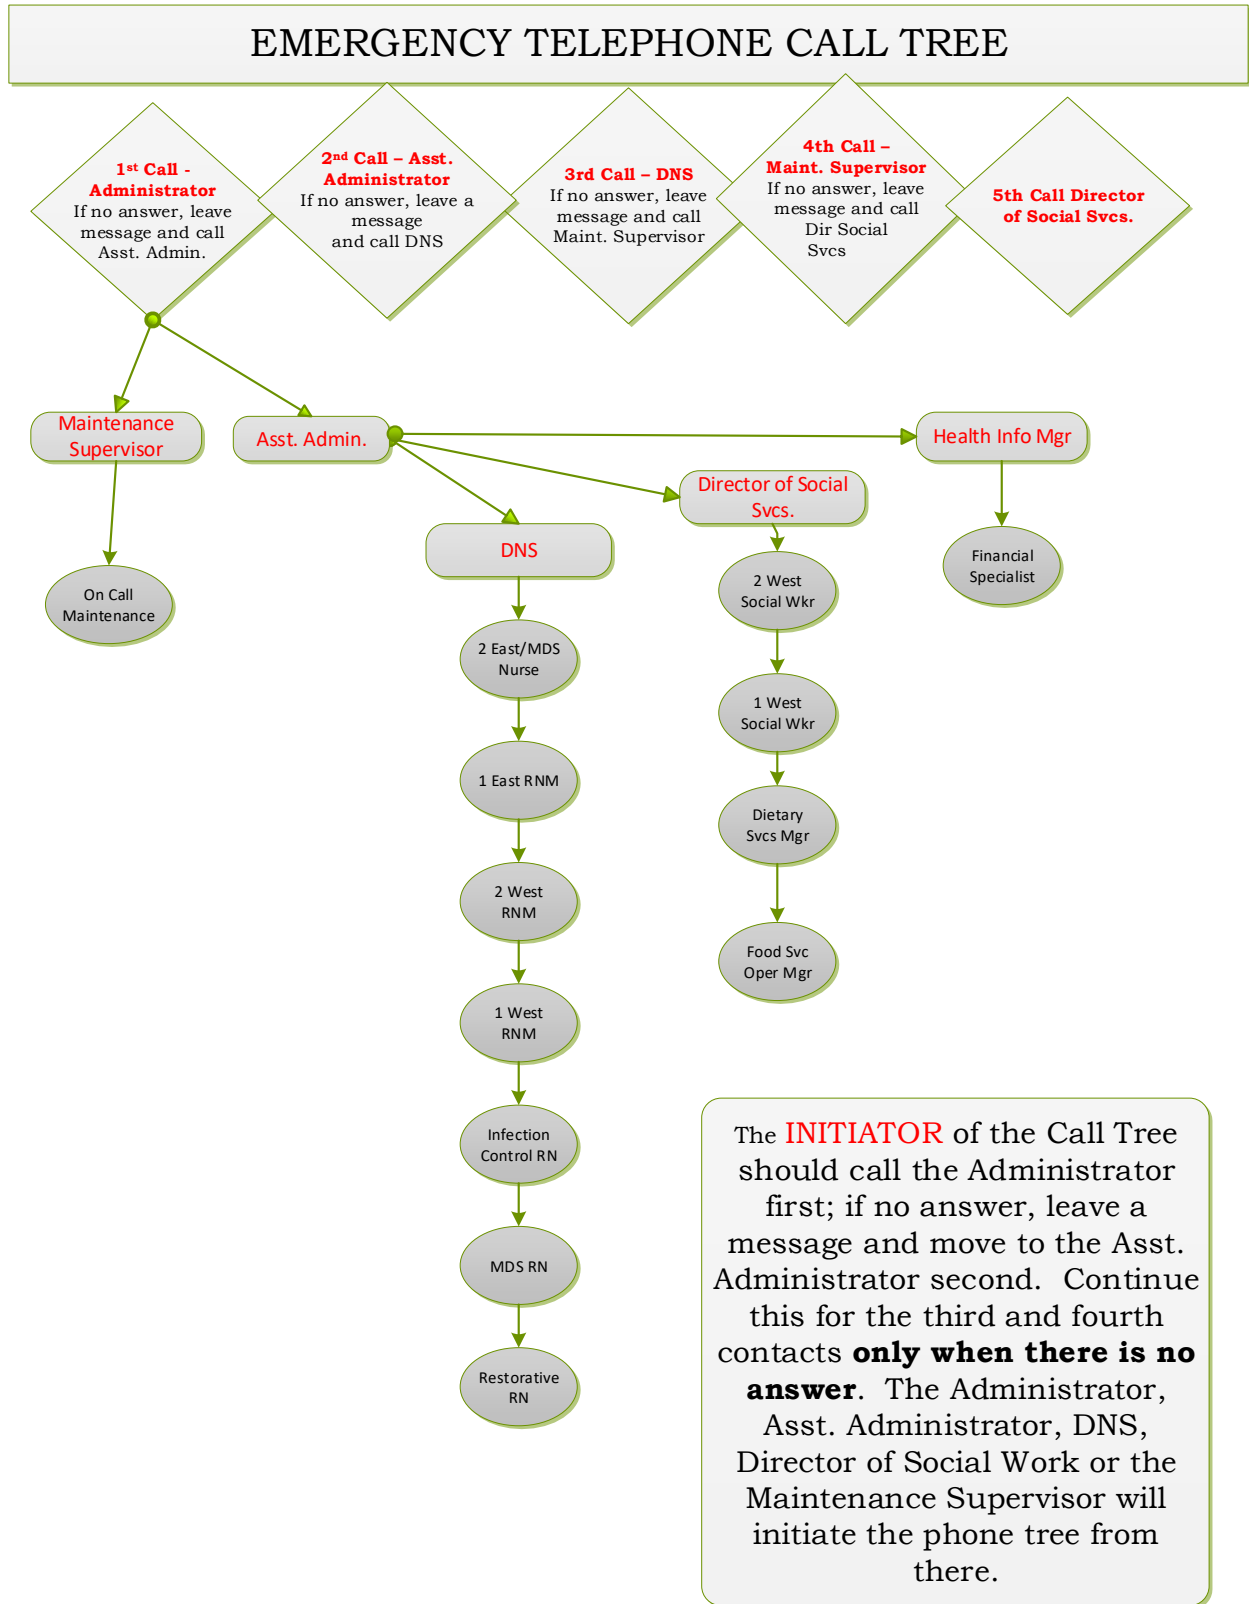 EMERGENCY TELEPHONE CALL TREE
1st Call -
Administrator
If no answer, leave
message and call
Asst. Admin.
2nd Call – Asst.
Administrator
If no answer, leave a
message
and call DNS
3rd Call – DNS
If no answer, leave
message and call
Maint. Supervisor
4th Call –
Maint. Supervisor
If no answer, leave
message and call
Dir Social
Svcs
5th Call Director
of Social Svcs.
Maintenance
Supervisor
Asst. Admin.
Health Info Mgr
Director of Social
Svcs.
DNS
On Call
Maintenance
Financial
Specialist
2 West
Social Wkr
1 West
Social Wkr
Dietary
Svcs Mgr
Food Svc
Oper Mgr
2 East/MDS
Nurse
1 East RNM
2 West
RNM
1 West
RNM
Infection
Control RN
MDS RN
Restorative
RN
The INITIATOR of the Call Tree
should call the Administrator
first; if no answer, leave a
message and move to the Asst.
Administrator second.  Continue
this for the third and fourth
contacts only when there is no
answer.  The Administrator,
Asst. Administrator, DNS,
Director of Social Work or the
Maintenance Supervisor will
initiate the phone tree from
there.